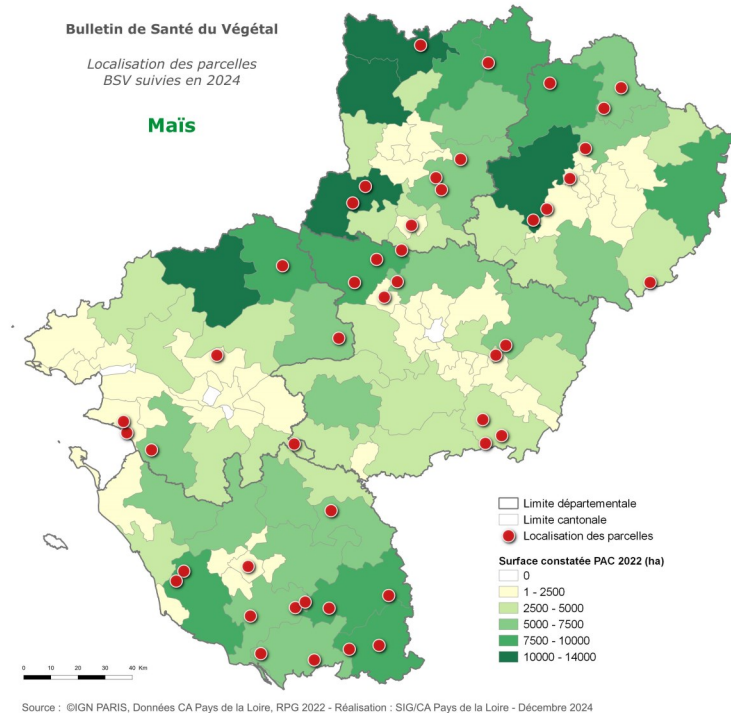 Bulletin de Santé du Végétal
Localisation des parcelles
BSV suivies en 2024
Maïs
Limite départementale
Limite cantonale
Localisation des parcelles
Surface constatée PAC 2022 (ha)
0
1 - 2500
2500 - 5000
5000 - 7500
7500 - 10000
10000 - 14000
0 10 20 30 40 Km
Source : ©IGN PARIS, Données CA Pays de la Loire, RPG 2022 - Réalisation : SIG/CA Pays de la Loire - Décembre 2024